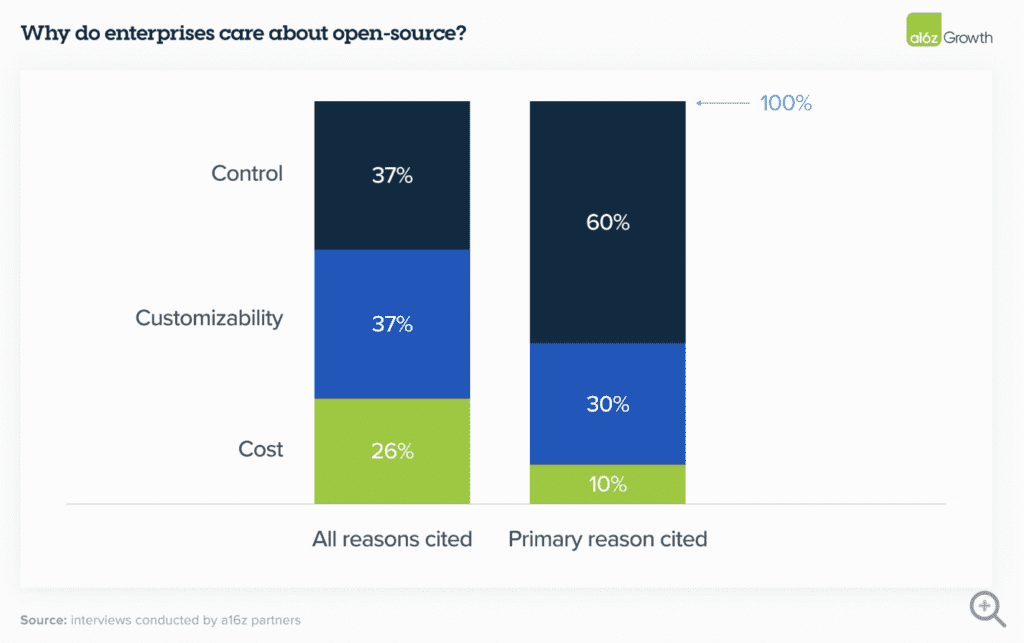 Why do enterprises care about open-source?
a16z Growth
100%
Control
37%
60%
Customizability
37%
30%
Cost
26%
10%
All reasons cited
Primary reason cited
Source: interviews conducted by a16z partners